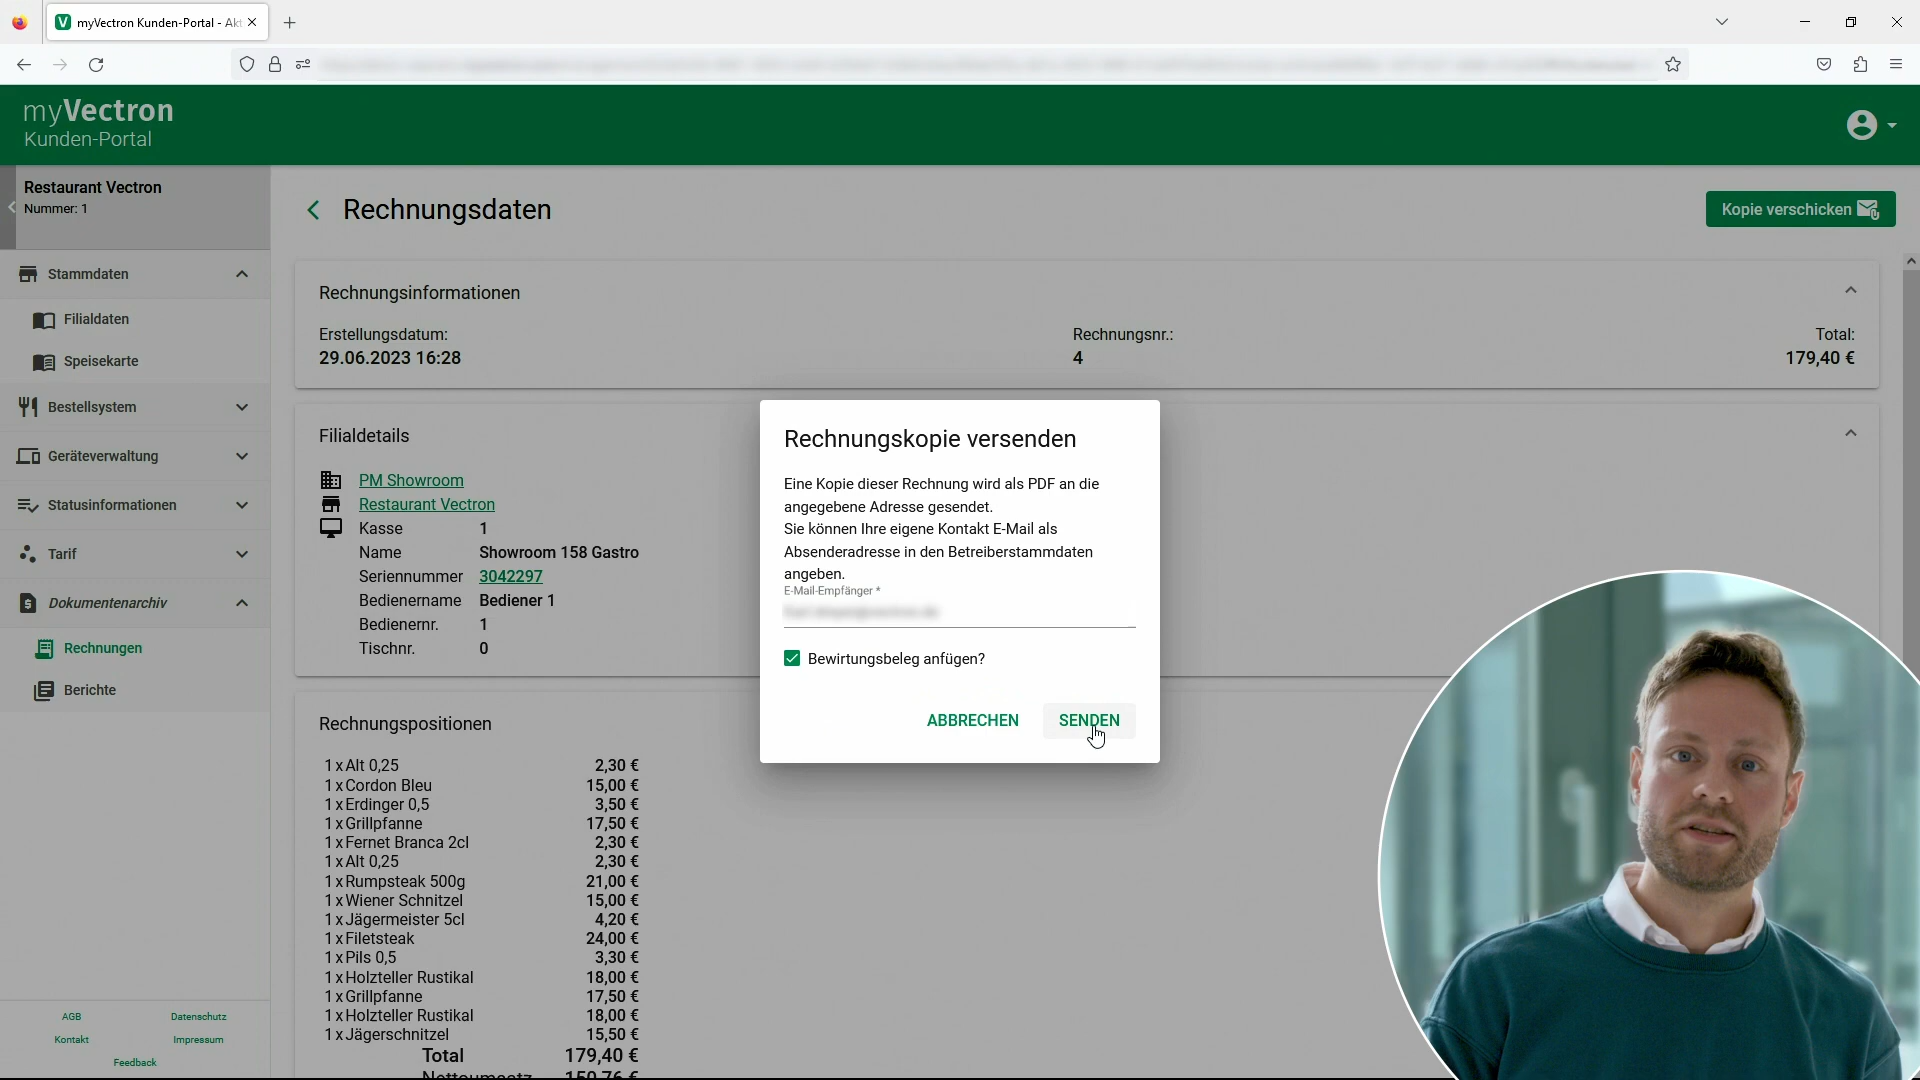 myVectron Kunden-Portal - Akt
myVectron
Kunden-Portal
Restaurant Vectron
Nummer: 1
Stammdaten
Filialdaten
Speisekarte
Bestellsystem
Geräteverwaltung
Statusinformationen
Tarif
Dokumentenarchiv
Rechnungen
Berichte
AGB
Datenschutz
Kontakt
Impressum
Feedback
Rechnungsdaten
Kopie verschicken
Rechnungsinformationen
Erstellungsdatum:
29.06.2023 16:28
Rechnungsnr.:
4
Total:
179,40 €
Filialdetails
PM Showroom
Restaurant Vectron
Kasse 1
Name Showroom 158 Gastro
Seriennummer 3042297
Bedienername Bediener 1
Bedienernr. 1
Tischnr. 0
Rechnungspositionen
1 x Alt 0,25 2,30 €
1 x Cordon Bleu 15,00 €
1 x Erdinger 0,5 3,50 €
1 x Grillpfanne 17,50 €
1 x Fernet Branca 2cl 2,30 €
1 x Alt 0,25 2,30 €
1 x Rumpsteak 500g 21,00 €
1 x Wiener Schnitzel 15,00 €
1 x Jägermeister 5cl 4,20 €
1 x Filetsteak 24,00 €
1 x Pils 0,5 3,30 €
1 x Holzteller Rustikal 18,00 €
1 x Grillpfanne 17,50 €
1 x Holzteller Rustikal 18,00 €
1 x Jägerschnitzel 15,50 €
Total 179,40 €
Nettoumsatz 150,76 €
Rechnungskopie versenden
Eine Kopie dieser Rechnung wird als PDF an die
angegebene Adresse gesendet.
Sie können Ihre eigene Kontakt E-Mail als
Absenderadresse in den Betreiberstammdaten
angeben.
E-Mail-Empfänger *
Bewirtungsbeleg anfügen?
ABBRECHEN
SENDEN